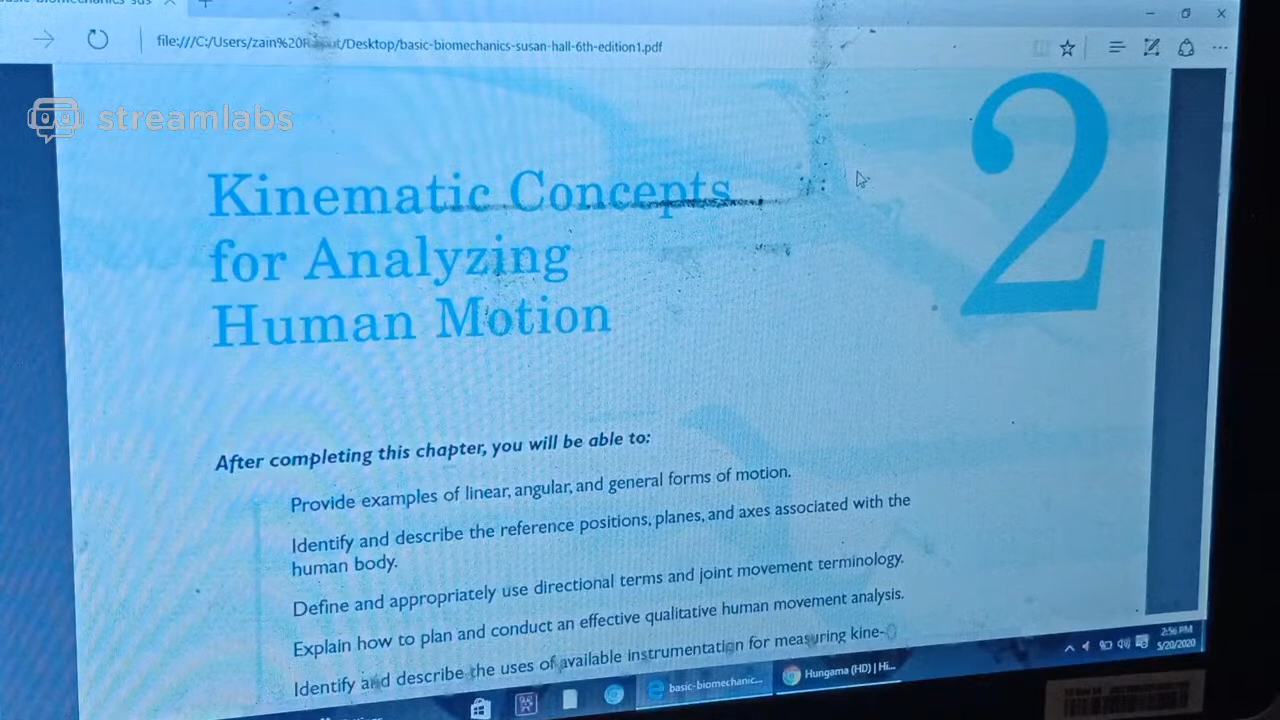 file:///C:/Users/zain%20Rajput/Desktop/basic-biomechanics-susan-hall-6th-edition1.pdf
streamlabs
2
Kinematic Concepts
for Analyzing
Human Motion
After completing this chapter, you will be able to:
Provide examples of linear, angular, and general forms of motion.
Identify and describe the reference positions, planes, and axes associated with the
human body.
Define and appropriately use directional terms and joint movement terminology.
Explain how to plan and conduct an effective qualitative human movement analysis.
Identify and describe the uses of available instrumentation for measuring kine-
basic-biomechanic...
Hungama (HD) | Hi...
2:56 PM
5/20/2020